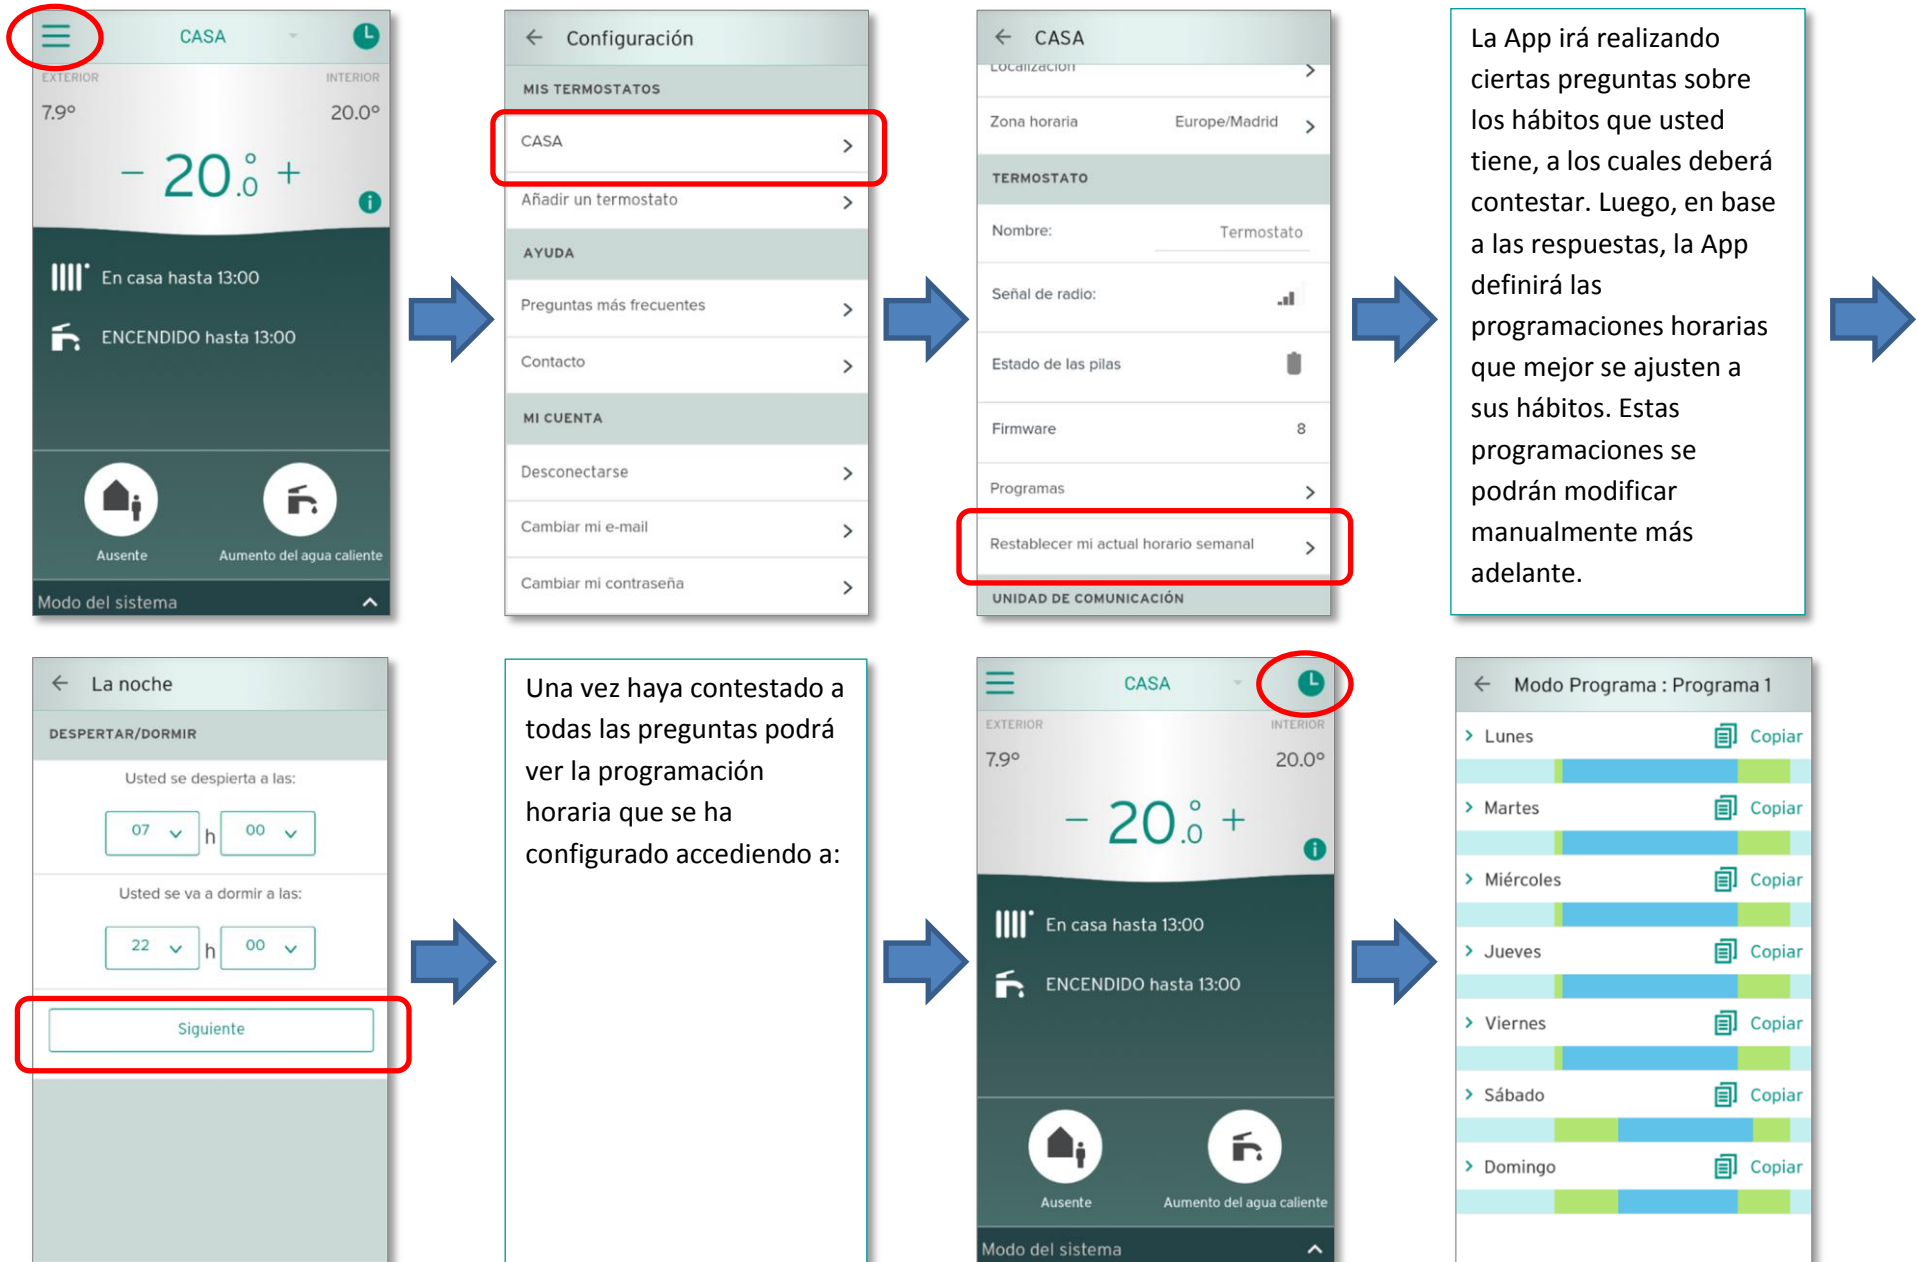 CASA
EXTERIOR
INTERIOR
7.9°
20.0°
− 20.0° +
En casa hasta 13:00
ENCENDIDO hasta 13:00
Ausente
Aumento del agua caliente
Modo del sistema
Configuración
MIS TERMOSTATOS
CASA
Añadir un termostato
AYUDA
Preguntas más frecuentes
Contacto
MI CUENTA
Desconectarse
Cambiar mi e-mail
Cambiar mi contraseña
CASA
Localización
Zona horaria Europe/Madrid
TERMOSTATO
Nombre: Termostato
Señal de radio:
Estado de las pilas
Firmware 8
Programas
Restablecer mi actual horario semanal
UNIDAD DE COMUNICACIÓN
La App irá realizando
ciertas preguntas sobre
los hábitos que usted
tiene, a los cuales deberá
contestar. Luego, en base
a las respuestas, la App
definirá las
programaciones horarias
que mejor se ajusten a
sus hábitos. Estas
programaciones se
podrán modificar
manualmente más
adelante.
La noche
DESPERTAR/DORMIR
Usted se despierta a las:
07 h 00
Usted se va a dormir a las:
22 h 00
Siguiente
Una vez haya contestado a
todas las preguntas podrá
ver la programación
horaria que se ha
configurado accediendo a:
CASA
EXTERIOR
INTERIOR
7.9°
20.0°
− 20.0° +
En casa hasta 13:00
ENCENDIDO hasta 13:00
Ausente
Aumento del agua caliente
Modo del sistema
Modo Programa : Programa 1
Lunes Copiar
Martes Copiar
Miércoles Copiar
Jueves Copiar
Viernes Copiar
Sábado Copiar
Domingo Copiar